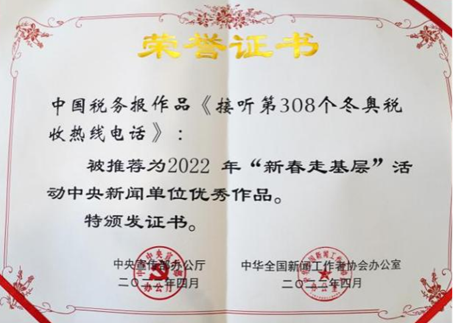 荣誉证书
中国税务报作品《接听第308个冬奥税
收热线电话》：
被推荐为2022 年“新春走基层”活
动中央新闻单位优秀作品。
特颁发证书。
中央宣传部办公厅 中华全国新闻工作者协会办公室
二〇二二年四月 二〇二二年四月